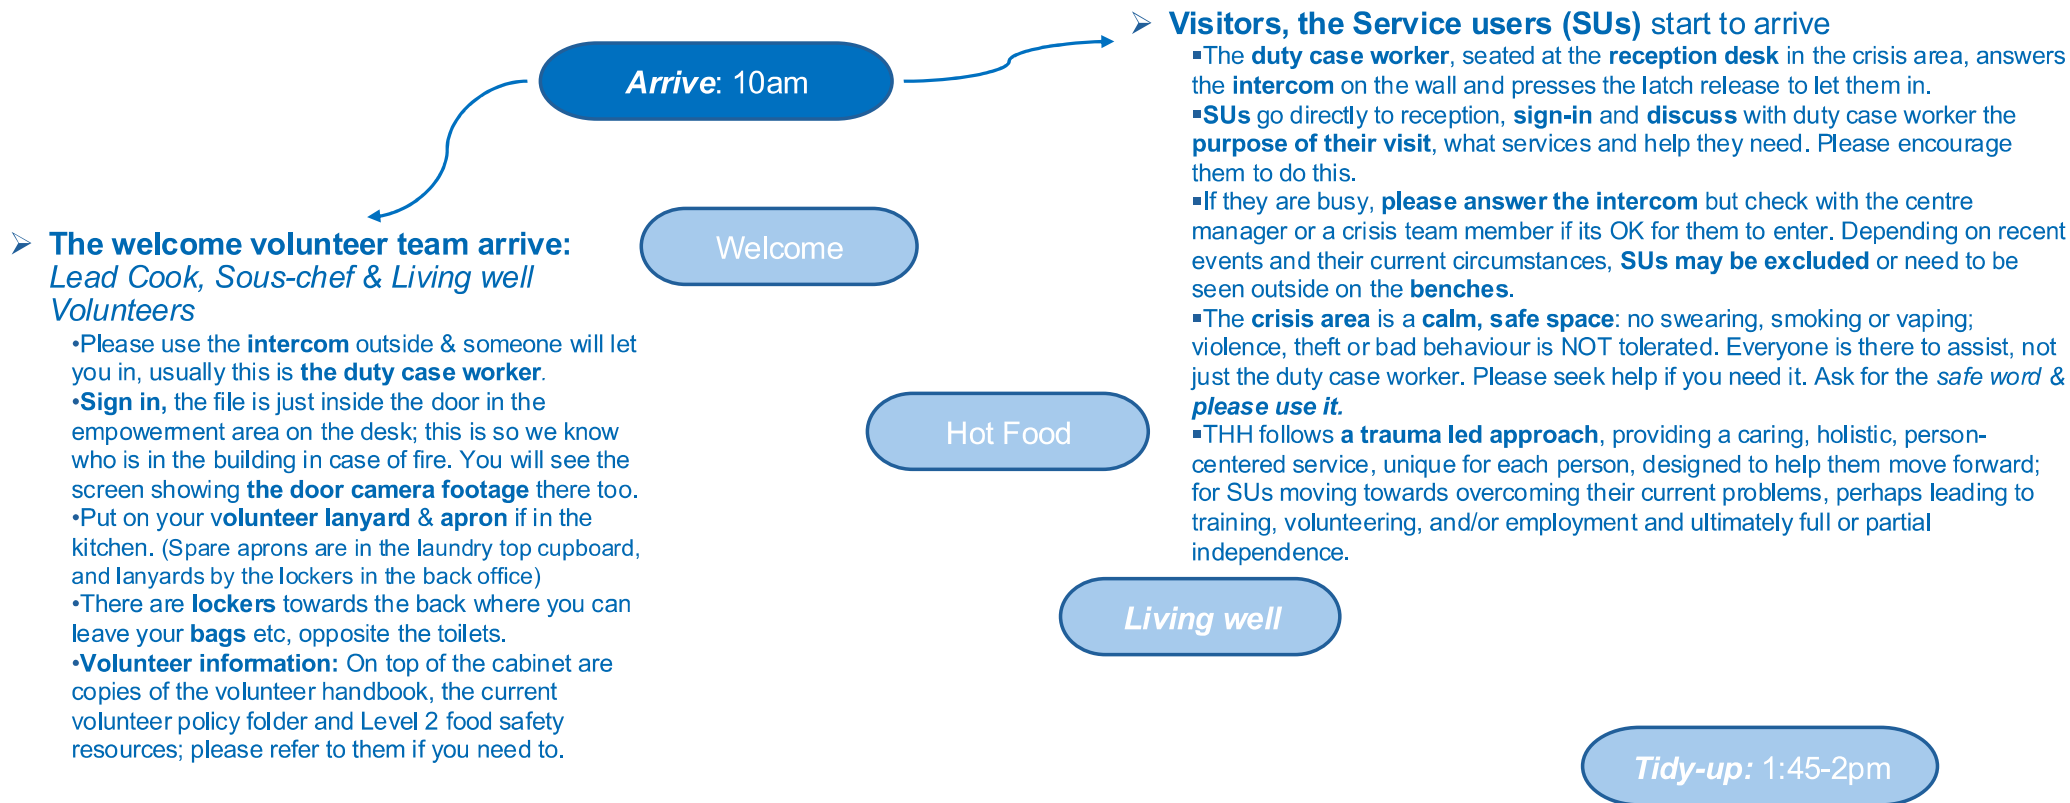 Arrive: 10am
➢ The welcome volunteer team arrive:
Lead Cook, Sous-chef & Living well
Volunteers
•Please use the intercom outside & someone will let
you in, usually this is the duty case worker.
•Sign in, the file is just inside the door in the
empowerment area on the desk; this is so we know
who is in the building in case of fire. You will see the
screen showing the door camera footage there too.
•Put on your volunteer lanyard & apron if in the
kitchen. (Spare aprons are in the laundry top cupboard,
and lanyards by the lockers in the back office)
•There are lockers towards the back where you can
leave your bags etc, opposite the toilets.
•Volunteer information: On top of the cabinet are
copies of the volunteer handbook, the current
volunteer policy folder and Level 2 food safety
resources; please refer to them if you need to.
➢ Visitors, the Service users (SUs) start to arrive
▪The duty case worker, seated at the reception desk in the crisis area, answers
the intercom on the wall and presses the latch release to let them in.
▪SUs go directly to reception, sign-in and discuss with duty case worker the
purpose of their visit, what services and help they need. Please encourage
them to do this.
▪If they are busy, please answer the intercom but check with the centre
manager or a crisis team member if its OK for them to enter. Depending on recent
events and their current circumstances, SUs may be excluded or need to be
seen outside on the benches.
▪The crisis area is a calm, safe space: no swearing, smoking or vaping;
violence, theft or bad behaviour is NOT tolerated. Everyone is there to assist, not
just the duty case worker. Please seek help if you need it. Ask for the safe word &
please use it.
▪THH follows a trauma led approach, providing a caring, holistic, person-
centered service, unique for each person, designed to help them move forward;
for SUs moving towards overcoming their current problems, perhaps leading to
training, volunteering, and/or employment and ultimately full or partial
independence.
Welcome
Hot Food
Living well
Tidy-up: 1:45-2pm